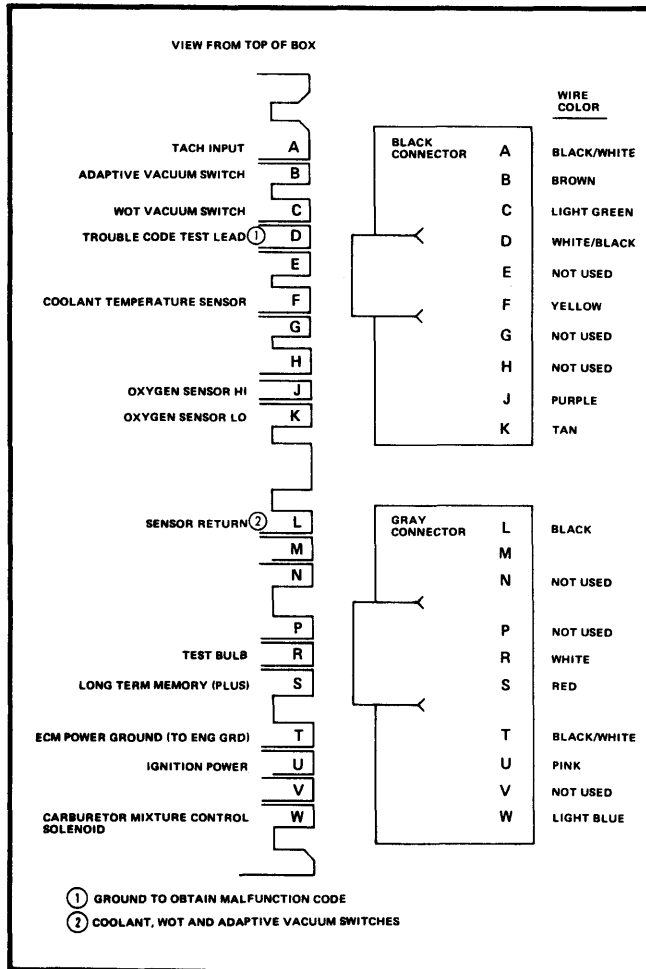 VIEW FROM TOP OF BOX
WIRE
COLOR
TACH INPUT A
ADAPTIVE VACUUM SWITCH B
WOT VACUUM SWITCH C
TROUBLE CODE TEST LEAD ① D
E
COOLANT TEMPERATURE SENSOR F
G
H
OXYGEN SENSOR HI J
OXYGEN SENSOR LO K
SENSOR RETURN ② L
M
N
P
TEST BULB R
LONG TERM MEMORY (PLUS) S
ECM POWER GROUND (TO ENG GRD) T
IGNITION POWER U
V
CARBURETOR MIXTURE CONTROL W
SOLENOID
BLACK
CONNECTOR
A BLACK/WHITE
B BROWN
C LIGHT GREEN
D WHITE/BLACK
E NOT USED
F YELLOW
G NOT USED
H NOT USED
J PURPLE
K TAN
GRAY
CONNECTOR
L BLACK
M
N NOT USED
P NOT USED
R WHITE
S RED
T BLACK/WHITE
U PINK
V NOT USED
W LIGHT BLUE
① GROUND TO OBTAIN MALFUNCTION CODE
② COOLANT, WOT AND ADAPTIVE VACUUM SWITCHES